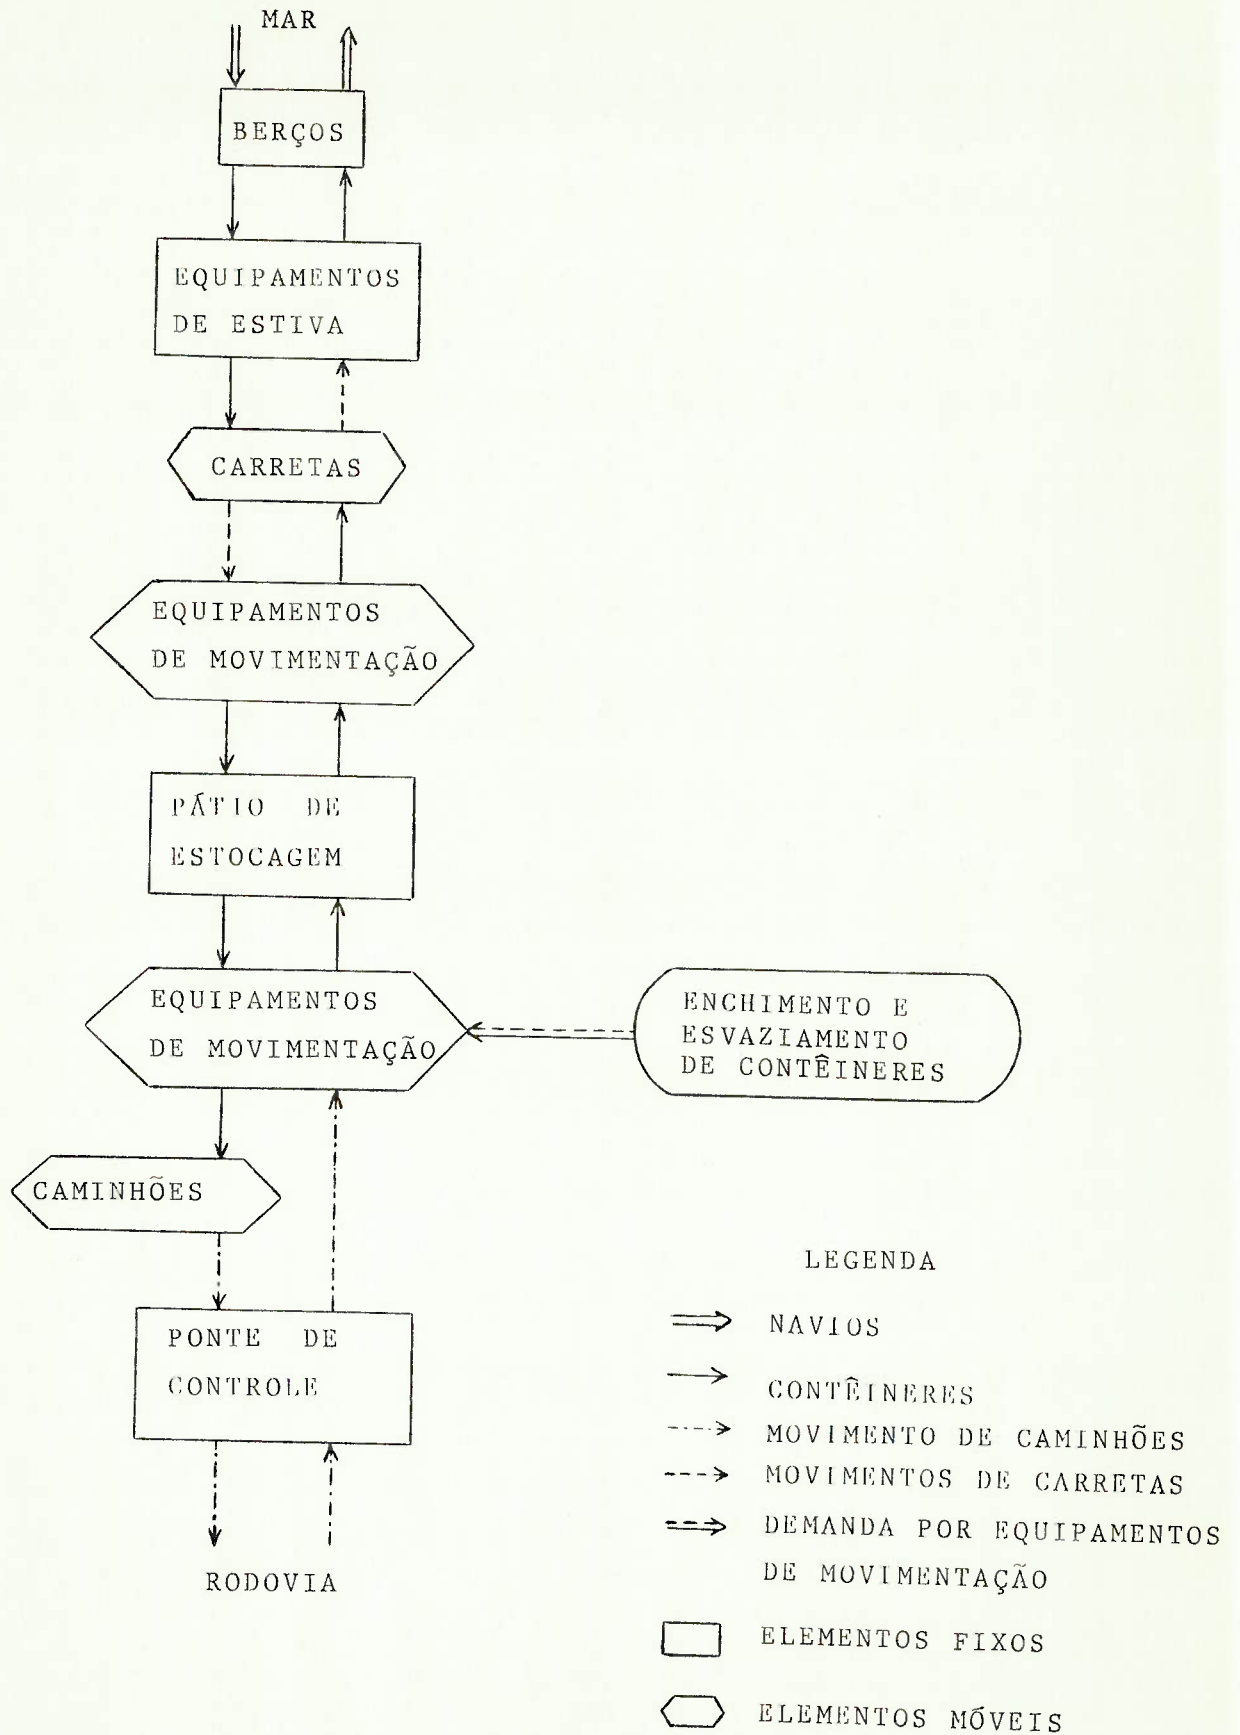 MAR
BERÇOS
EQUIPAMENTOS
DE ESTIVA
CARRETAS
EQUIPAMENTOS
DE MOVIMENTAÇÃO
PÁTIO DE
ESTOCAGEM
EQUIPAMENTOS
DE MOVIMENTAÇÃO
ENCHIMENTO E
ESVAZIAMENTO
DE CONTÊINERES
CAMINHÕES
PONTE DE
CONTROLE
RODOVIA
LEGENDA
NAVIOS
CONTÊINERES
MOVIMENTO DE CAMINHÕES
MOVIMENTOS DE CARRETAS
DEMANDA POR EQUIPAMENTOS
DE MOVIMENTAÇÃO
ELEMENTOS FIXOS
ELEMENTOS MÓVEIS